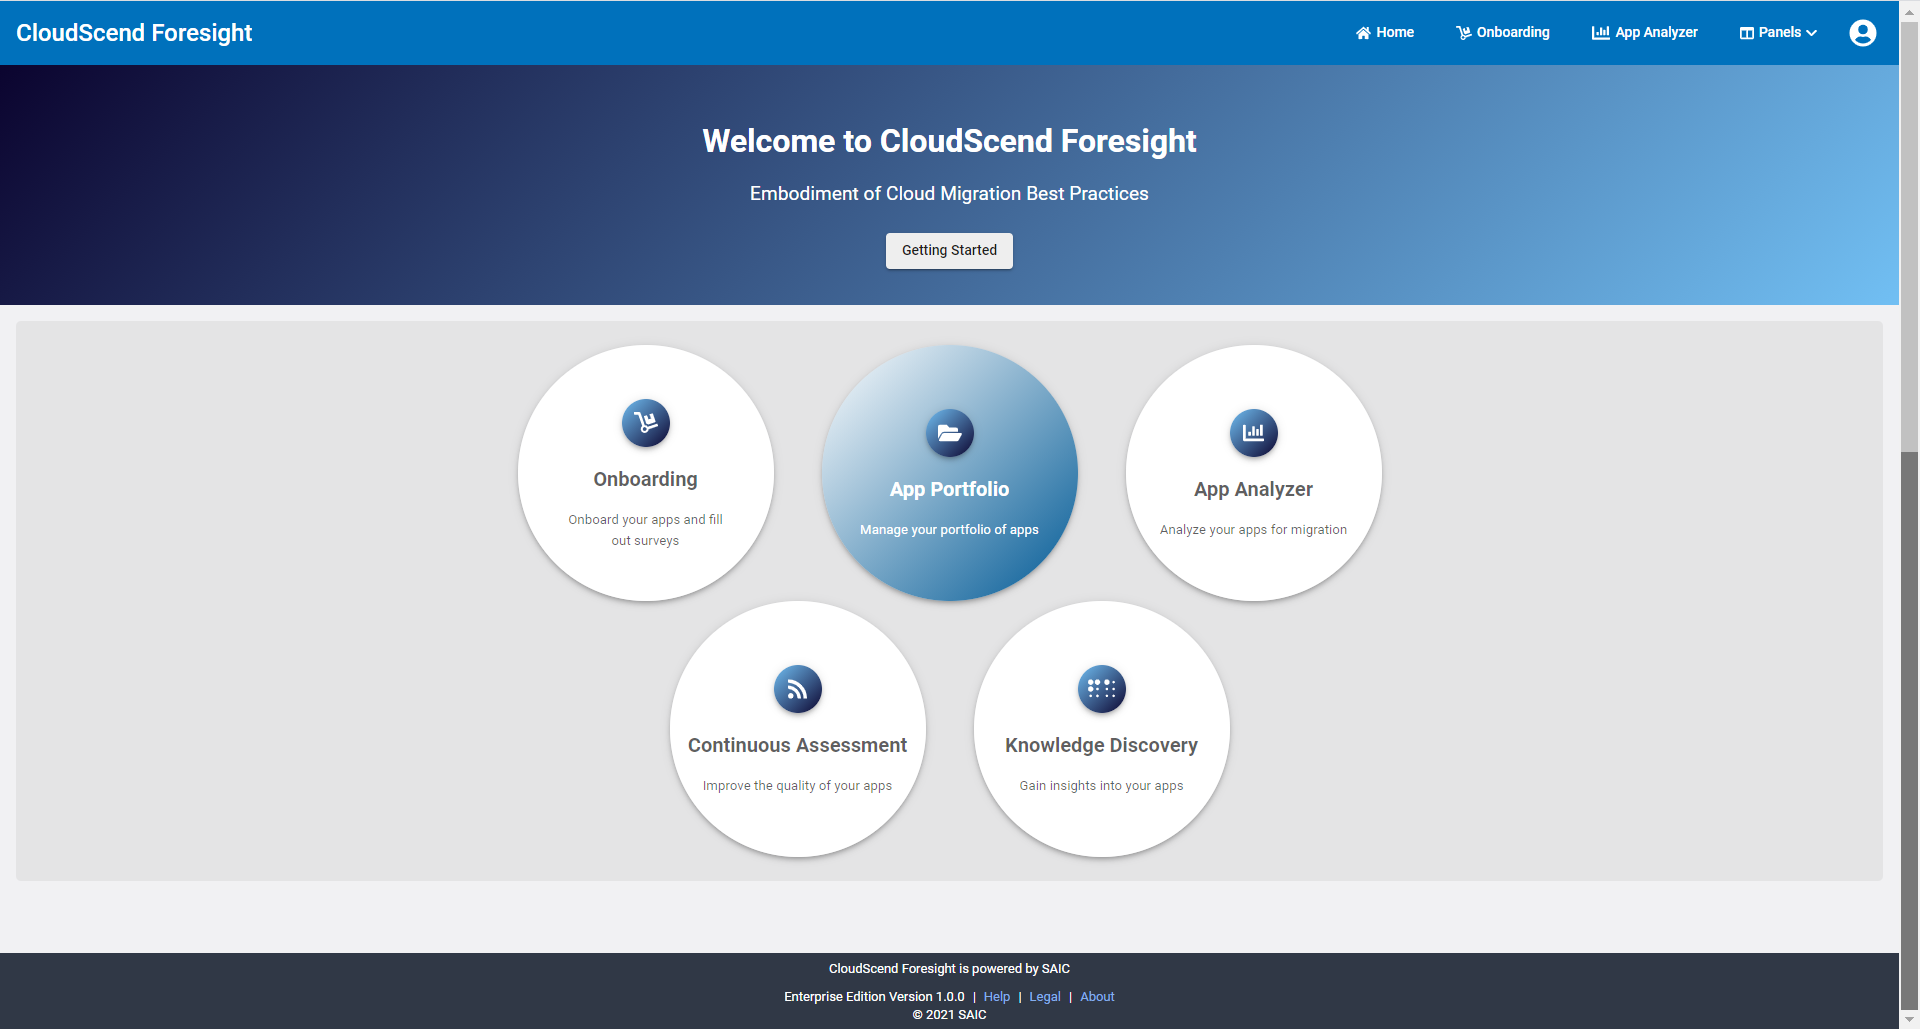 CloudScend Foresight
Home
Onboarding
App Analyzer
Panels
Welcome to CloudScend Foresight
Embodiment of Cloud Migration Best Practices
Getting Started
Onboarding
Onboard your apps and fill
out surveys
App Portfolio
Manage your portfolio of apps
App Analyzer
Analyze your apps for migration
Continuous Assessment
Improve the quality of your apps
Knowledge Discovery
Gain insights into your apps
CloudScend Foresight is powered by SAIC
Enterprise Edition Version 1.0.0 | Help | Legal | About
© 2021 SAIC